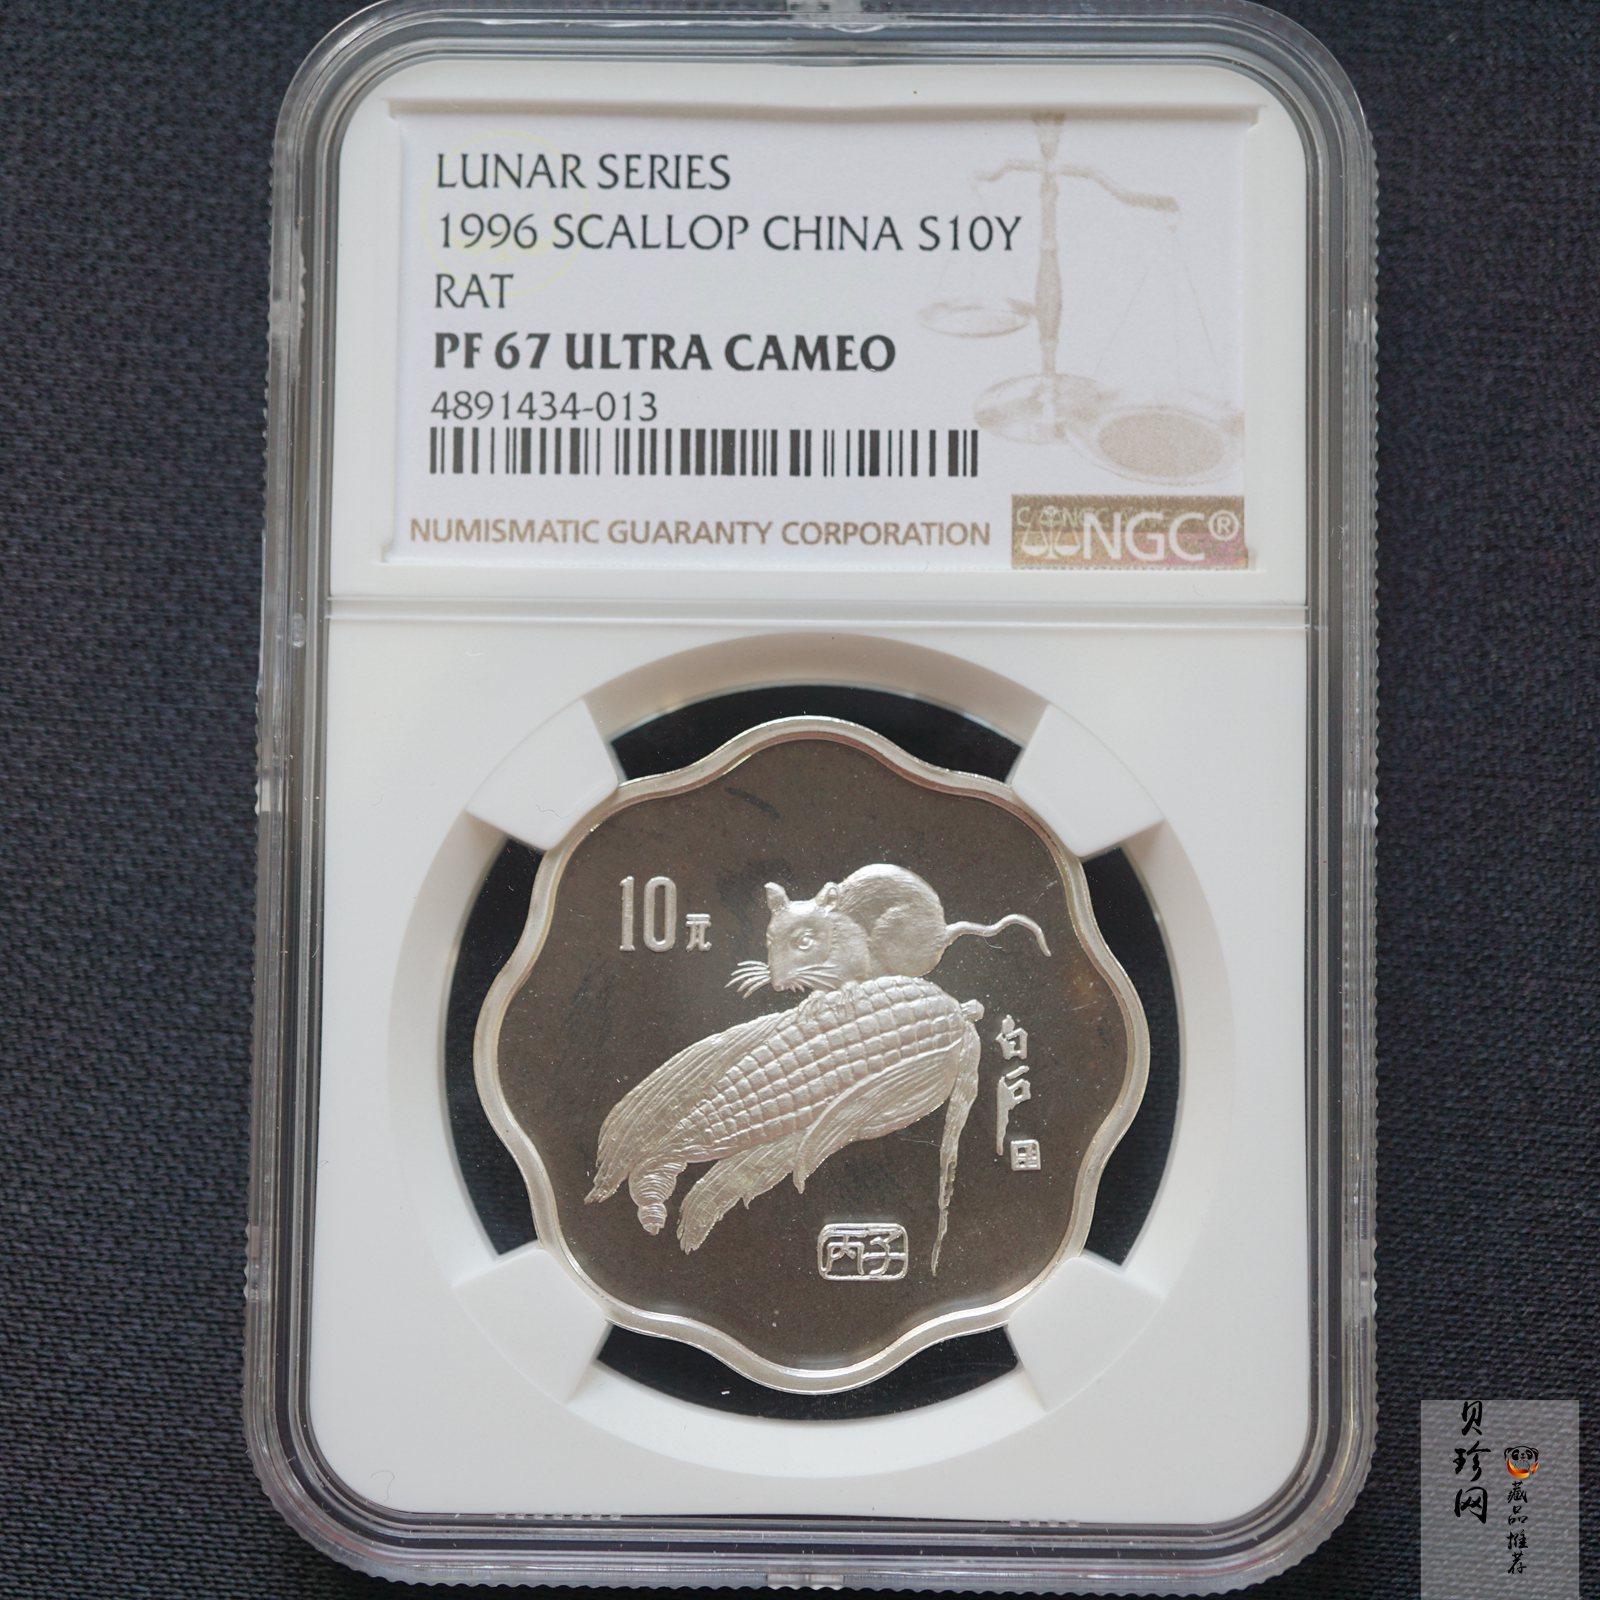 LUNAR SERIES
1996 SCALLOP CHINA S10Y
RAT
PF 67 ULTRA CAMEO
4891434-013
NUMISMATIC GUARANTY CORPORATION
NGC®
10元
白石
丙子
贝珍网
藏品推荐